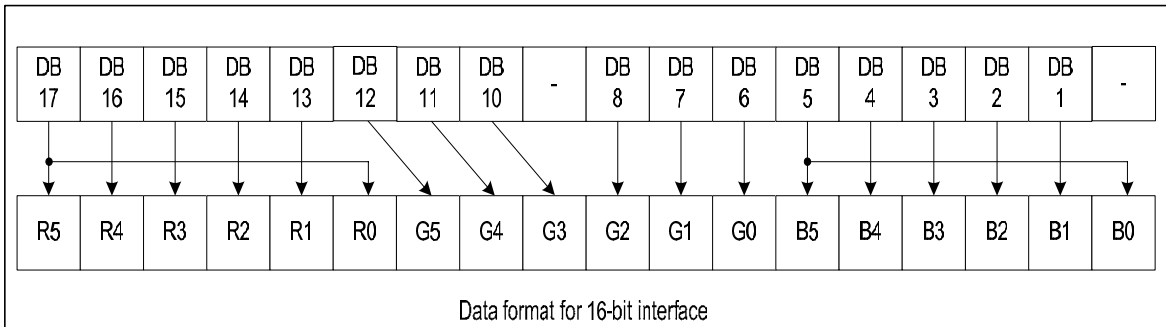 DB 17 DB 16 DB 15 DB 14 DB 13 DB 12 DB 11 DB 10 - DB 8 DB 7 DB 6 DB 5 DB 4 DB 3 DB 2 DB 1 -
R5 R4 R3 R2 R1 R0 G5 G4 G3 G2 G1 G0 B5 B4 B3 B2 B1 B0
Data format for 16-bit interface